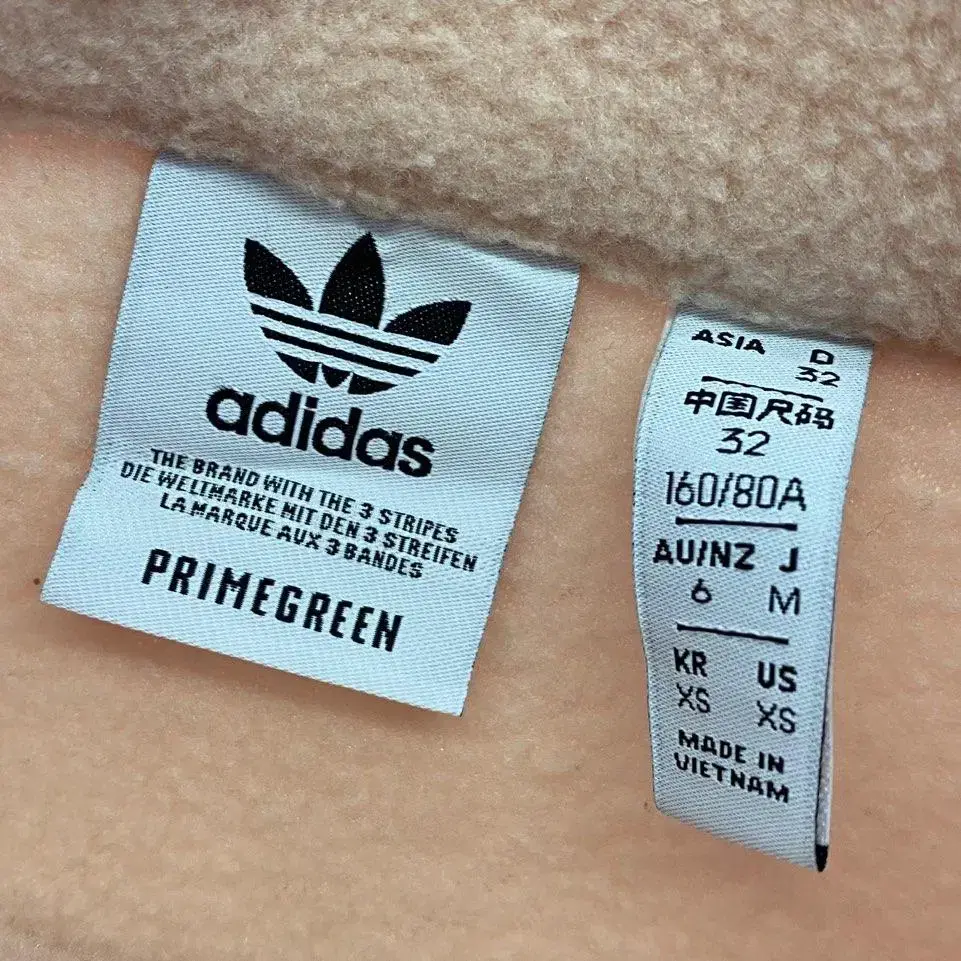 adidas
THE BRAND WITH THE 3 STRIPES
DIE WELTMARKE MIT DEN 3 STREIFEN
LA MARQUE AUX 3 BANDES
PRIMEGREEN
ASIA D
32
中国尺码
32
160/80A
AU/NZ J
6 M
KR US
XS XS
MADE IN
VIETNAM